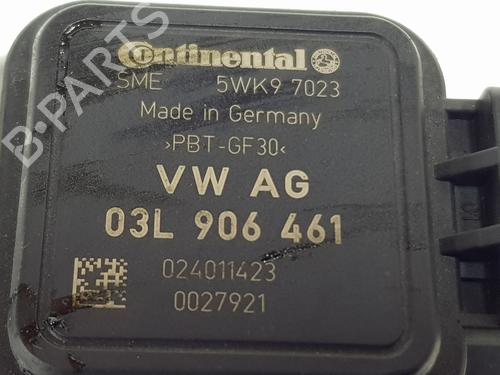 Continental
SME 5WK9 7023
Made in Germany
>PBT-GF30<
VW AG
03L 906 461
024011423
0027921
B-PARTS